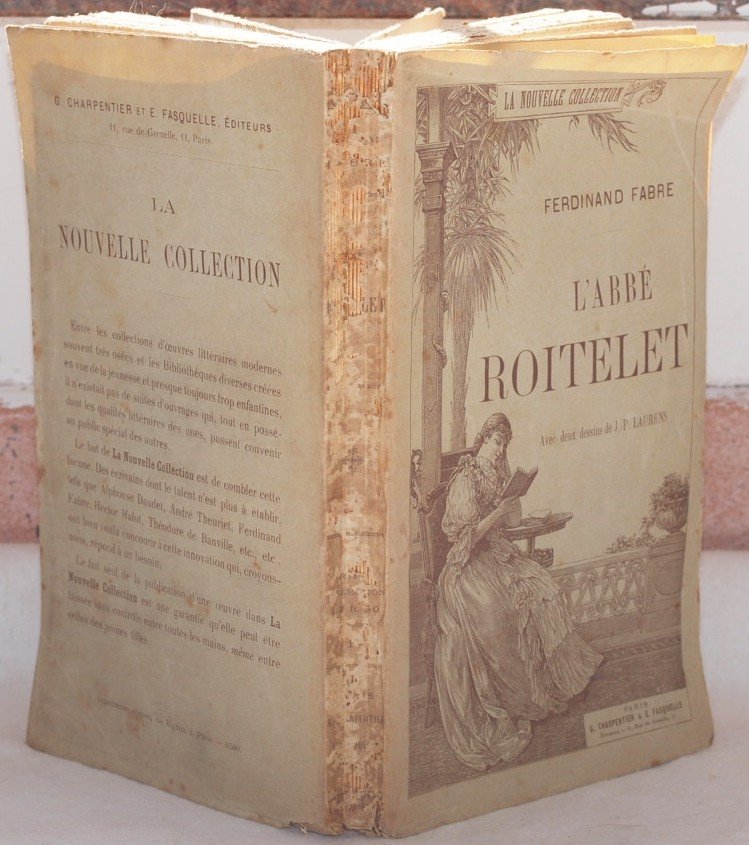 G. CHARPENTIER ET E. FASQUELLE, ÉDITEURS
11, rue de Grenelle, 11, Paris
LA
NOUVELLE COLLECTION
Entre les collections d'œuvres littéraires modernes
souvent très osées et les Bibliothèques diverses créées
en vue de la jeunesse et presque toujours trop enfantines,
il n'existait pas de suites d'ouvrages qui, tout en possé-
dant les qualités littéraires des unes, pussent convenir
au public spécial des autres.
Le but de La Nouvelle Collection est de combler cette
lacune. Des écrivains dont le talent n'est plus à établir,
tels que Alphonse Daudet, André Theuriet, Ferdinand
Fabre, Hector Malot, Théodore de Banville, etc., etc.,
ont bien voulu concourir à cette innovation qui, croyons-
nous, répond à un besoin.
Le fait seul de la publication d'une œuvre dans La
Nouvelle Collection est une garantie qu'elle peut être
laissée sans contrôle entre toutes les mains, même entre
celles des jeunes filles.
Imprimeries réunies, rue Mignon, 2, Paris.
LA NOUVELLE COLLECTION
FERDINAND FABRE
L'ABBÉ
ROITELET
Avec deux dessins de J.-P. LAURENS
PARIS
G. CHARPENTIER & E. FASQUELLE